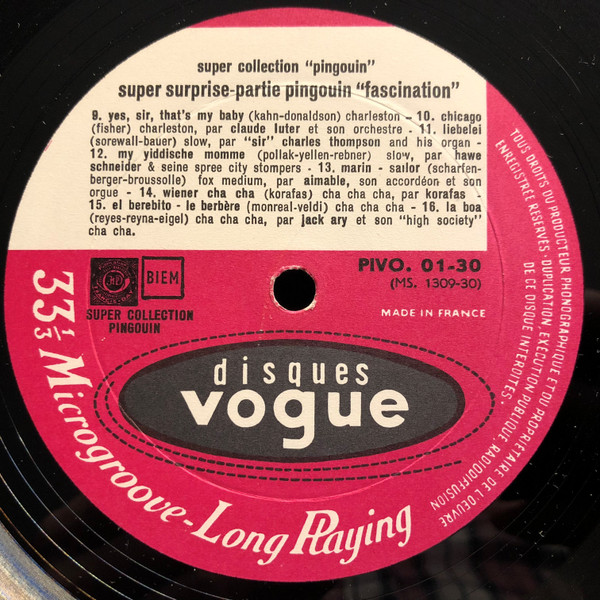 super collection "pingouin"
super surprise-partie pingouin "fascination"
9. yes, sir, that's my baby (kahn-donaldson) charleston - 10. chicago
(fisher) charleston, par claude luter et son orchestre - 11. liebelei
(sorewall-bauer) slow, par "sir" charles thompson and his organ -
12. my yiddische momme (pollak-yellen-rebner) slow, par hawe
schneider & seine spree city stompers - 13. marin - sailor (scharfen-
berger-broussolle) fox medium, par aimable, son accordéon et son
orgue - 14. wiener cha cha (korafas) cha cha cha, par korafas -
15. el berebito - le berbère (monreal-veldi) cha cha cha - 16. la boa
(reyes-reyna-eigel) cha cha cha, par jack ary et son "high society"
cha cha.
BIEM
SUPER COLLECTION
PINGOUIN
PIVO. 01-30
(MS. 1309-30)
MADE IN FRANCE
disques
vogue
33 1/3 Microgroove-Long Playing
TOUS DROITS DU PRODUCTEUR PHONOGRAPHIQUE ET DU PROPRIETAIRE DE L'OEUVRE
ENREGISTREE RESERVES · DUPLICATION, EXECUTION PUBLIQUE RADIODIFFUSION
DE CE DISQUE INTERDITES